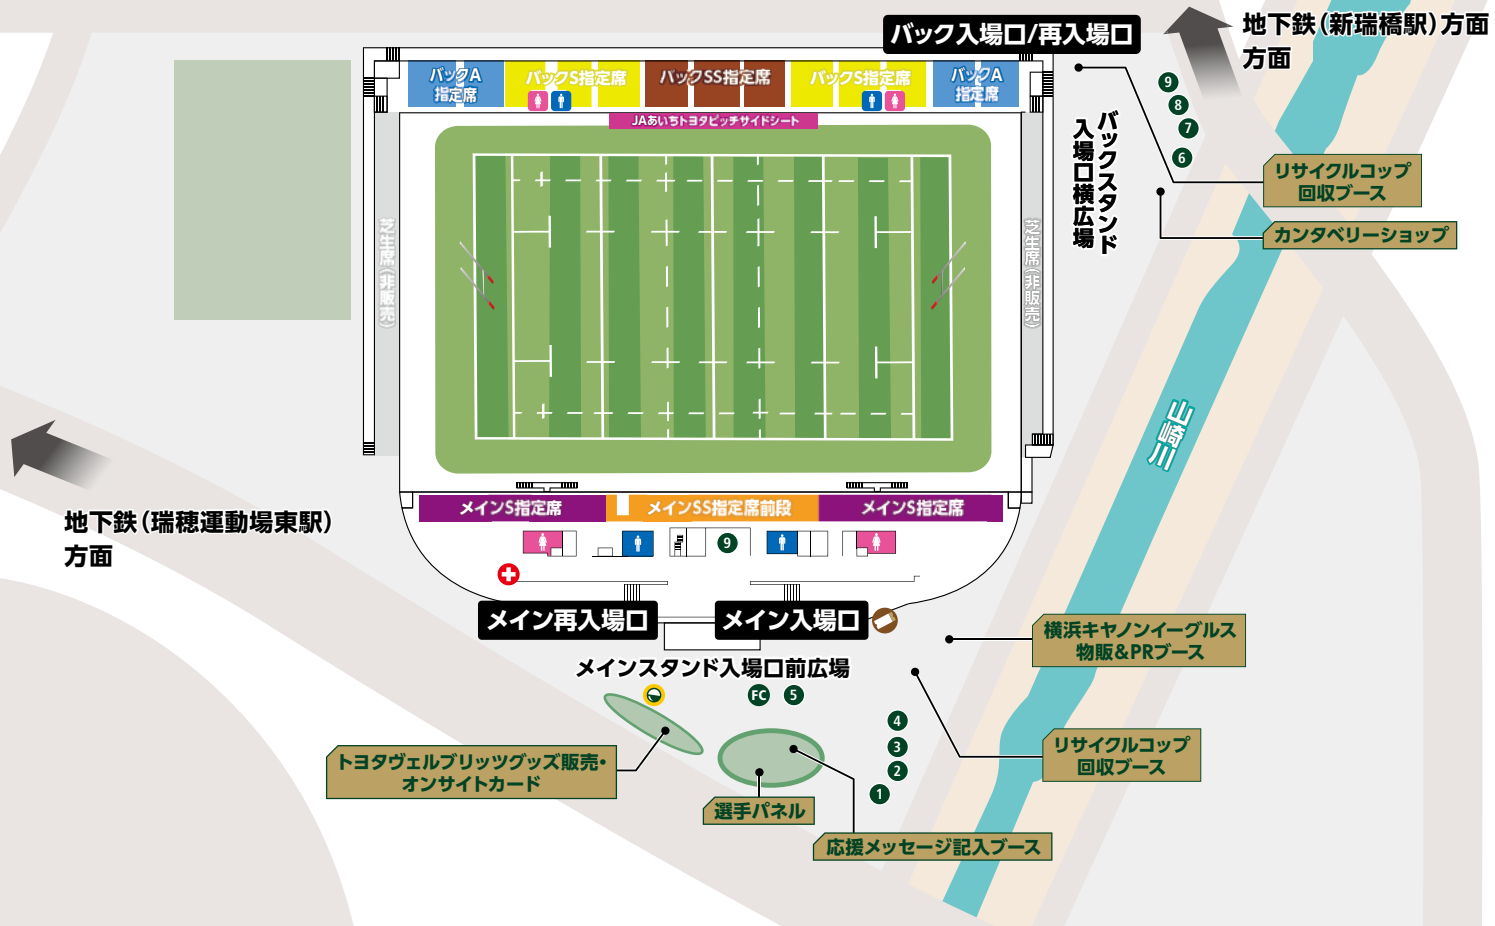 地下鉄(新瑞橋駅)方面
方面
バック入場口/再入場口
バックA
指定席
バックS指定席
バックSS指定席
バックS指定席
バックA
指定席
JAあいちトヨタピッチサイドシート
9
8
7
6
バックスタンド
入場口横広場
リサイクルコップ
回収ブース
カンタベリーショップ
芝生席(非販売)
芝生席(非販売)
山崎川
地下鉄(瑞穂運動場東駅)
方面
メインS指定席
メインSS指定席前段
メインS指定席
9
メイン再入場口
メイン入場口
メインスタンド入場口前広場
横浜キヤノンイーグルス
物販&PRブース
FC
5
4
3
2
1
リサイクルコップ
回収ブース
トヨタヴェルブリッツグッズ販売・
オンサイトカード
選手パネル
応援メッセージ記入ブース